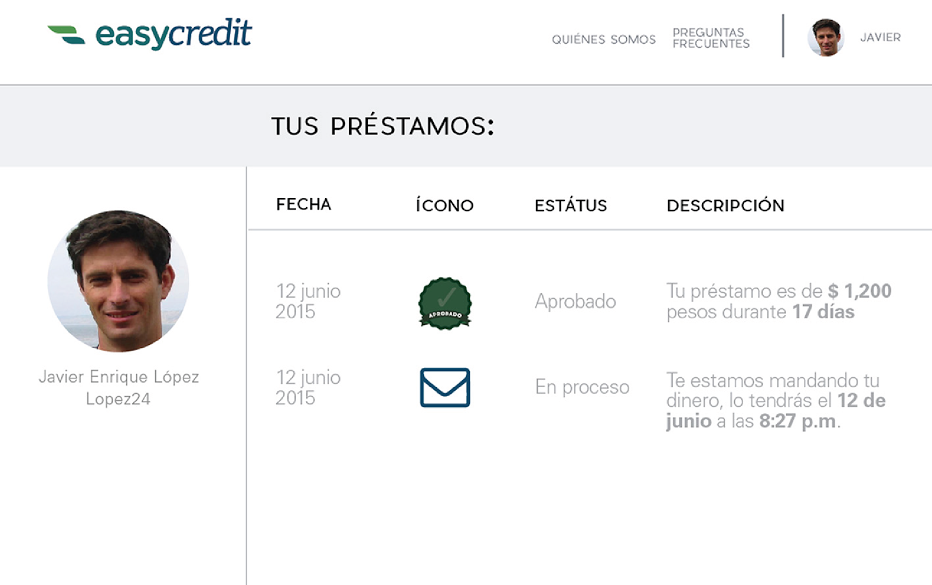 easycredit
QUIÉNES SOMOS
PREGUNTAS
FRECUENTES
JAVIER
TUS PRÉSTAMOS:
FECHA
ÍCONO
ESTÁTUS
DESCRIPCIÓN
12 junio
2015
APROBADO
Aprobado
Tu préstamo es de $ 1,200
pesos durante 17 días
Javier Enrique López
Lopez24
12 junio
2015
En proceso
Te estamos mandando tu
dinero, lo tendrás el 12 de
junio a las 8:27 p.m.